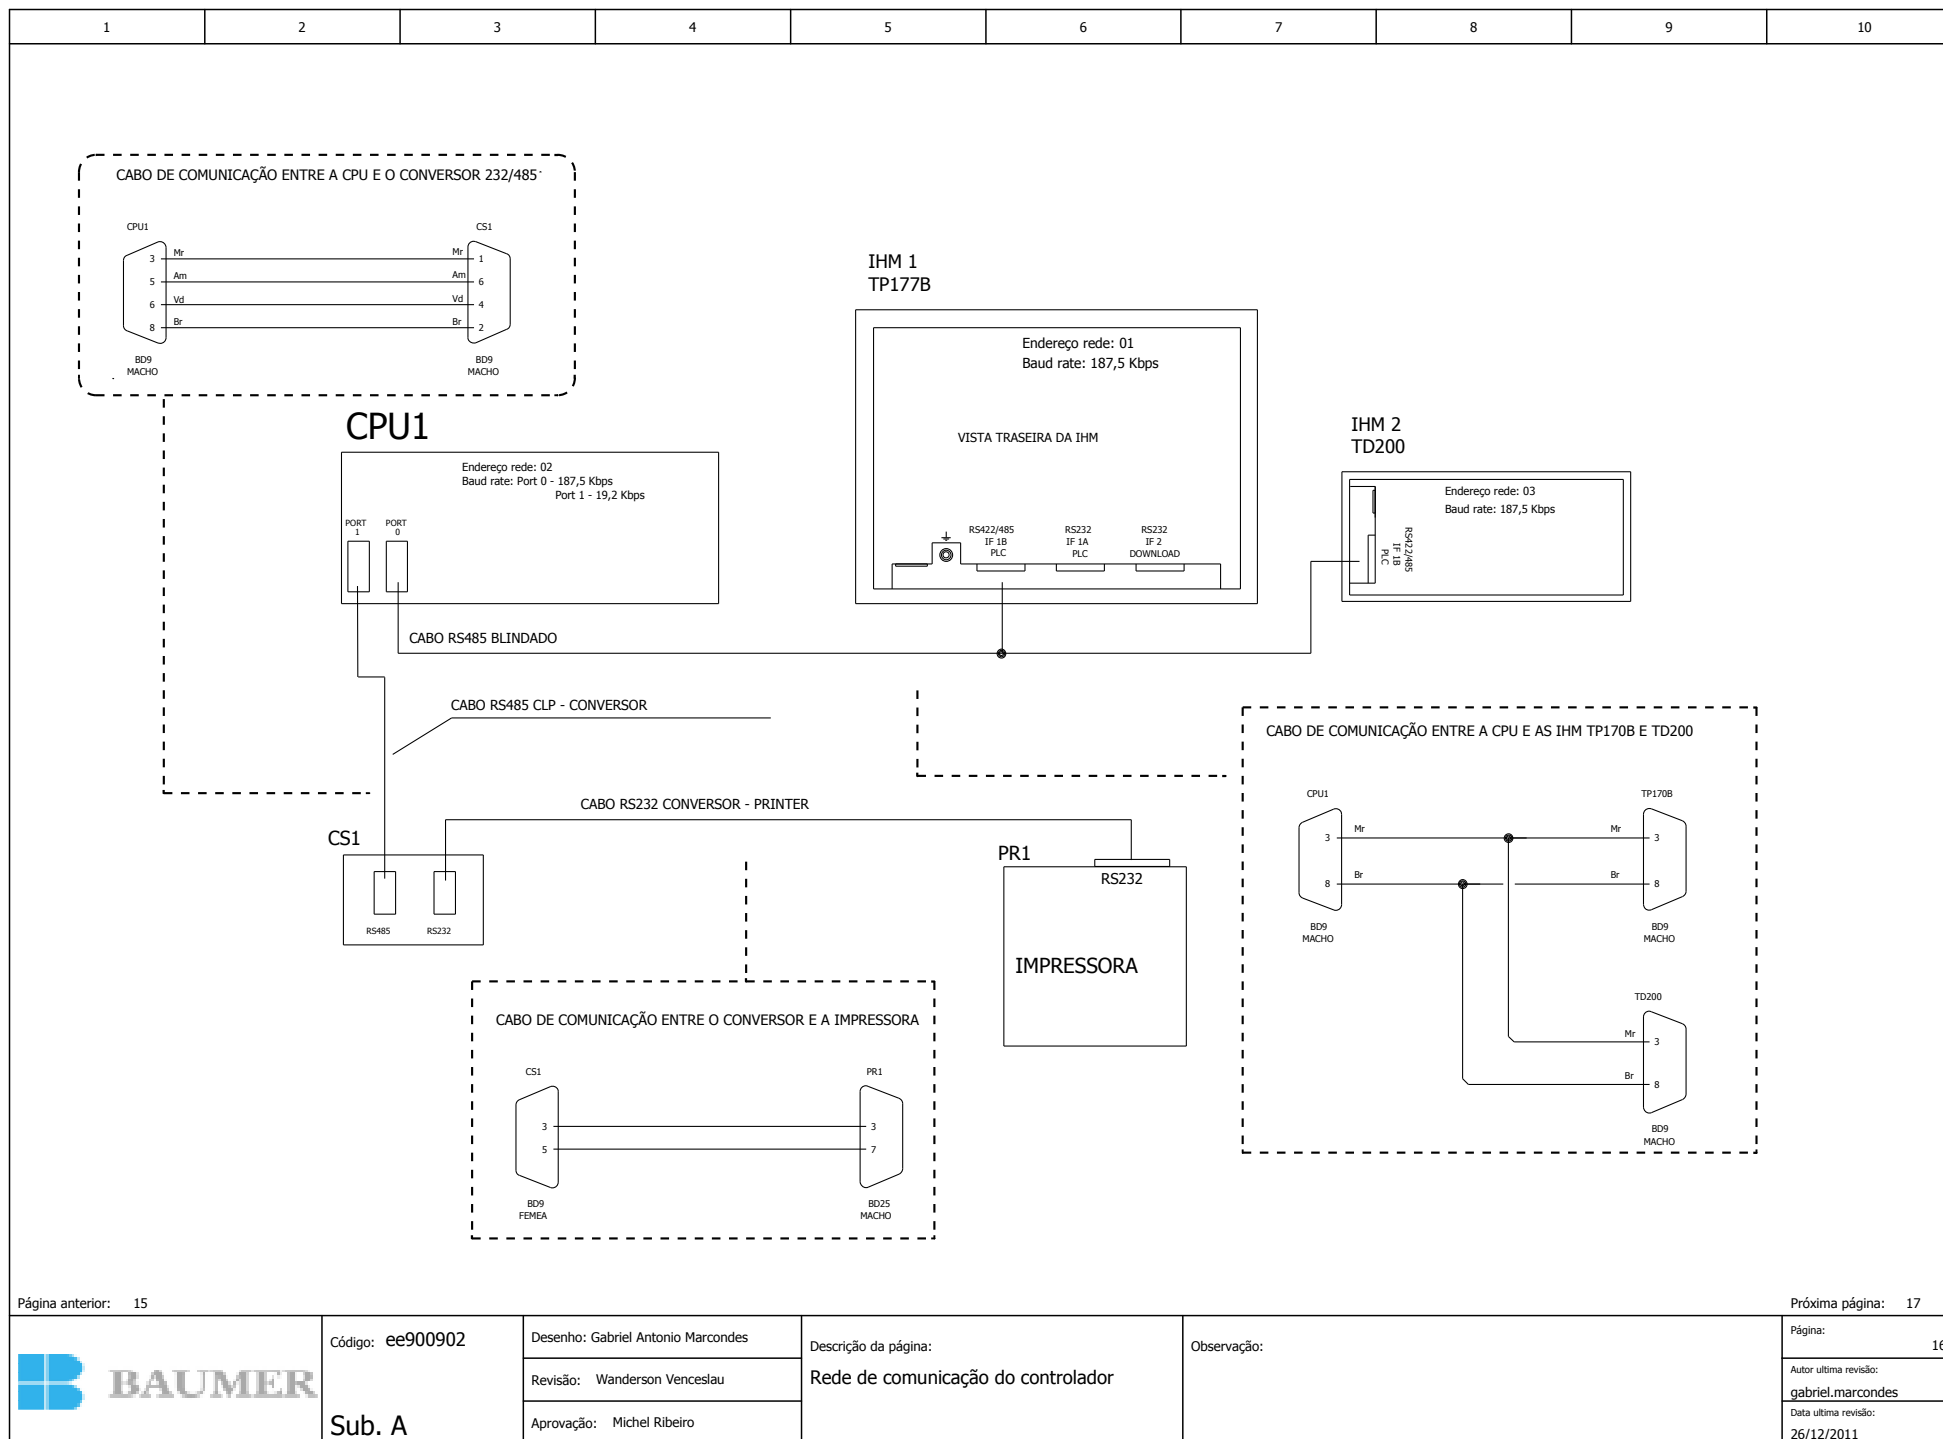 1 2 3 4 5 6 7 8 9 10
CABO DE COMUNICAÇÃO ENTRE A CPU E O CONVERSOR 232/485
CPU1 CS1
3 Mr Mr 1
5 Am Am 6
6 Vd Vd 4
8 Br Br 2
BD9 BD9
MACHO MACHO
IHM 1
TP177B
Endereço rede: 01
Baud rate: 187,5 Kbps
VISTA TRASEIRA DA IHM
RS422/485 RS232 RS232
IF 1B IF 1A IF 2
PLC PLC DOWNLOAD
CPU1
Endereço rede: 02
Baud rate: Port 0 - 187,5 Kbps
Port 1 - 19,2 Kbps
PORT PORT
1 0
IHM 2
TD200
Endereço rede: 03
Baud rate: 187,5 Kbps
RS422/485
IF 1B
PLC
CABO RS485 BLINDADO
CABO RS485 CLP - CONVERSOR
CABO RS232 CONVERSOR - PRINTER
CS1
RS485 RS232
PR1
RS232
IMPRESSORA
CABO DE COMUNICAÇÃO ENTRE A CPU E AS IHM TP170B E TD200
CPU1 TP170B
3 Mr Mr 3
8 Br Br 8
BD9 BD9
MACHO MACHO
TD200
Mr 3
Br 8
BD9
MACHO
CABO DE COMUNICAÇÃO ENTRE O CONVERSOR E A IMPRESSORA
CS1 PR1
3 3
5 7
BD9 BD25
FEMEA MACHO
Página anterior: 15
Próxima página: 17
BAUMER
Código: ee900902
Sub. A
Desenho: Gabriel Antonio Marcondes
Revisão: Wanderson Venceslau
Aprovação: Michel Ribeiro
Descrição da página:
Rede de comunicação do controlador
Observação:
Página:
16
Autor ultima revisão:
gabriel.marcondes
Data ultima revisão:
26/12/2011